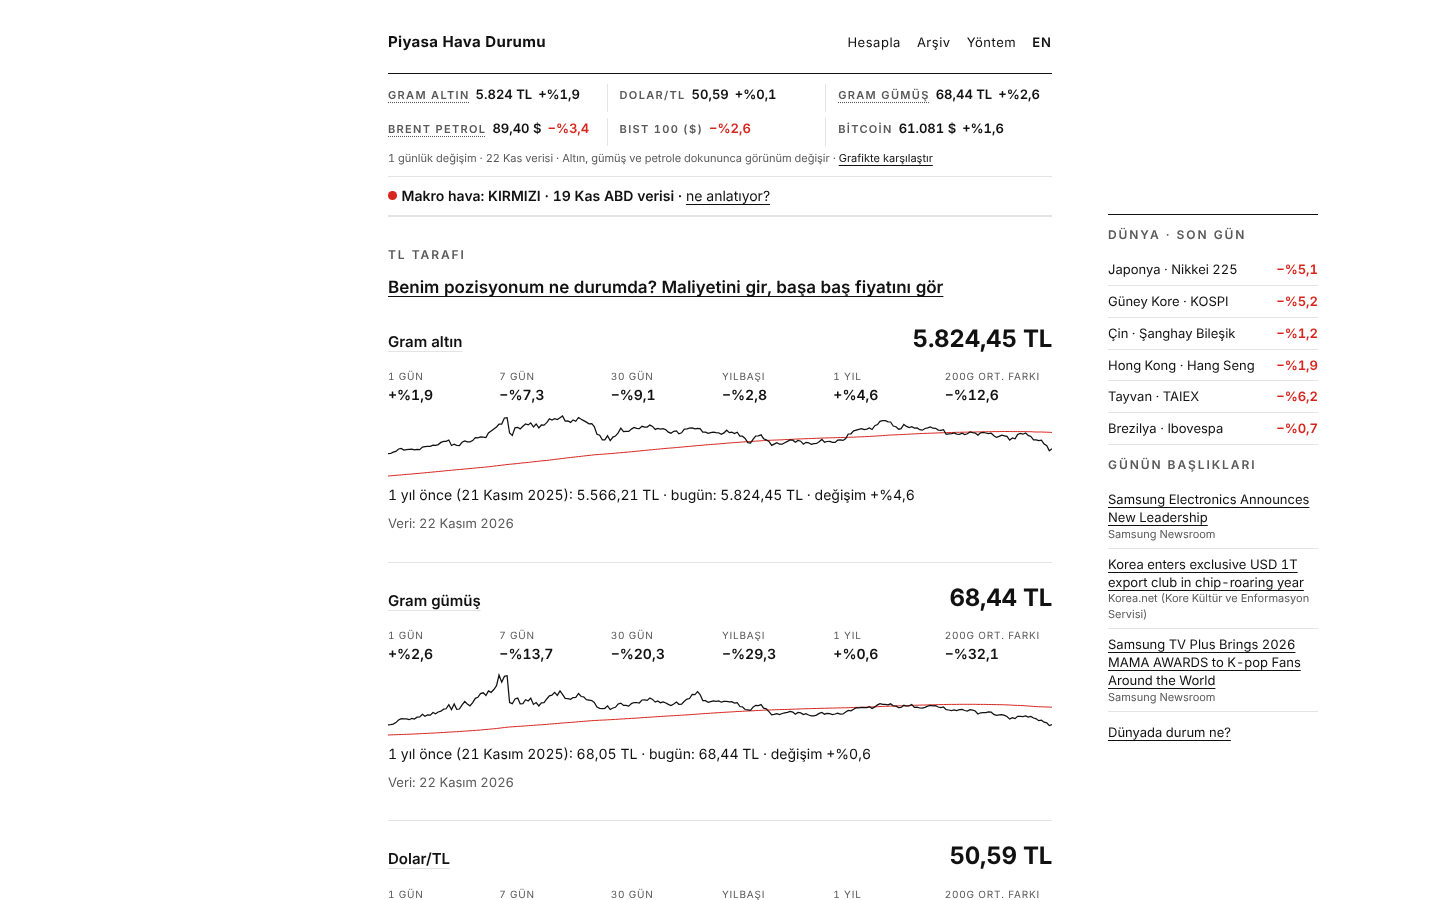 Piyasa Hava Durumu
Hesapla Arşiv Yöntem EN
GRAM ALTIN 5.824 TL +%1,9
DOLAR/TL 50,59 +%0,1
GRAM GÜMÜŞ 68,44 TL +%2,6
BRENT PETROL 89,40 $ −%3,4
BIST 100 ($) −%2,6
BİTCOİN 61.081 $ +%1,6
1 günlük değişim · 22 Kas verisi · Altın, gümüş ve petrole dokununca görünüm değişir · Grafikte karşılaştır
Makro hava: KIRMIZI · 19 Kas ABD verisi · ne anlatıyor?
TL TARAFI
Benim pozisyonum ne durumda? Maliyetini gir, başa baş fiyatını gör
Gram altın 5.824,45 TL
1 GÜN 7 GÜN 30 GÜN YILBAŞI 1 YIL 200G ORT. FARKI
+%1,9 −%7,3 −%9,1 −%2,8 +%4,6 −%12,6
1 yıl önce (21 Kasım 2025): 5.566,21 TL · bugün: 5.824,45 TL · değişim +%4,6
Veri: 22 Kasım 2026
Gram gümüş 68,44 TL
1 GÜN 7 GÜN 30 GÜN YILBAŞI 1 YIL 200G ORT. FARKI
+%2,6 −%13,7 −%20,3 −%29,3 +%0,6 −%32,1
1 yıl önce (21 Kasım 2025): 68,05 TL · bugün: 68,44 TL · değişim +%0,6
Veri: 22 Kasım 2026
Dolar/TL 50,59 TL
1 GÜN 7 GÜN 30 GÜN YILBAŞI 1 YIL 200G ORT. FARKI
DÜNYA · SON GÜN
Japonya · Nikkei 225 −%5,1
Güney Kore · KOSPI −%5,2
Çin · Şanghay Bileşik −%1,2
Hong Kong · Hang Seng −%1,9
Tayvan · TAIEX −%6,2
Brezilya · Ibovespa −%0,7
GÜNÜN BAŞLIKLARI
Samsung Electronics Announces
New Leadership
Samsung Newsroom
Korea enters exclusive USD 1T
export club in chip-roaring year
Korea.net (Kore Kültür ve Enformasyon
Servisi)
Samsung TV Plus Brings 2026
MAMA AWARDS to K-pop Fans
Around the World
Samsung Newsroom
Dünyada durum ne?